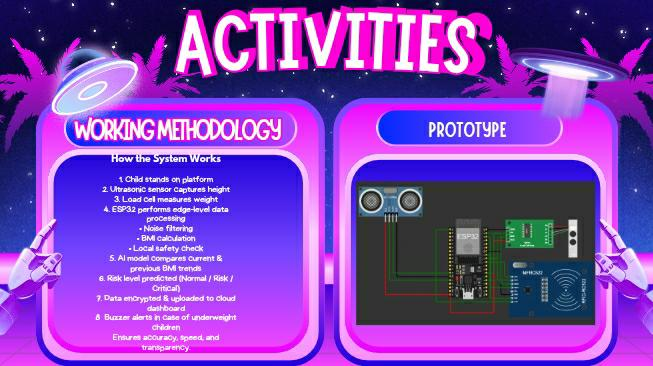 ACTIVITIES
WORKING METHODOLOGY
How the System Works
1. Child stands on platform
2. Ultrasonic sensor captures height
3. Load cell measures weight
4. ESP32 performs edge-level data
processing
• Noise filtering
• BMI calculation
• Local safety check
5. AI model compares current &
previous BMI trends
6. Risk level predicted (Normal / Risk /
Critical)
7. Data encrypted & uploaded to cloud
dashboard
8 Buzzer alerts in case of underweight
children
Ensures accuracy, speed, and
transparency.
PROTOTYPE
ESP32